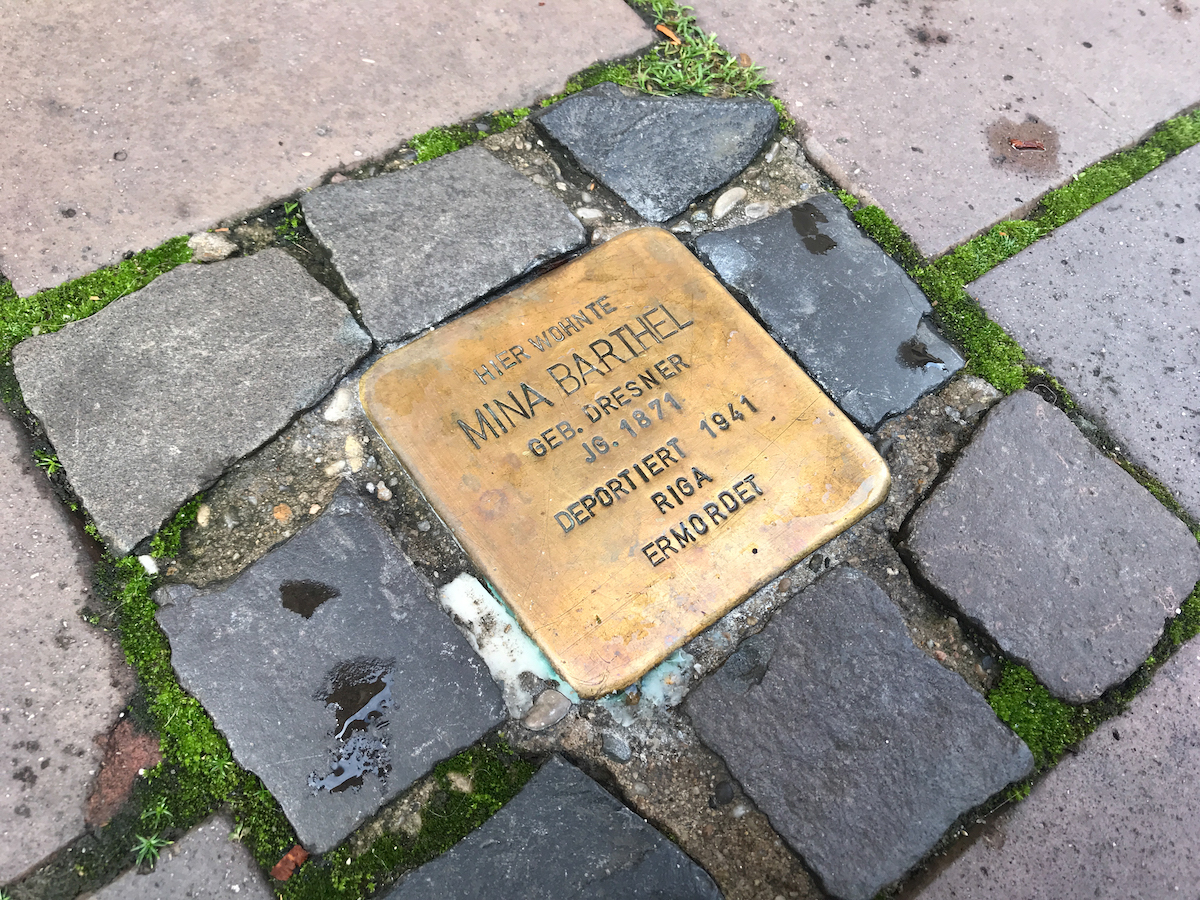 HIER WOHNTE
MINA BARTHEL
GEB. DRESNER
JG. 1871
DEPORTIERT 1941
RIGA
ERMORDET